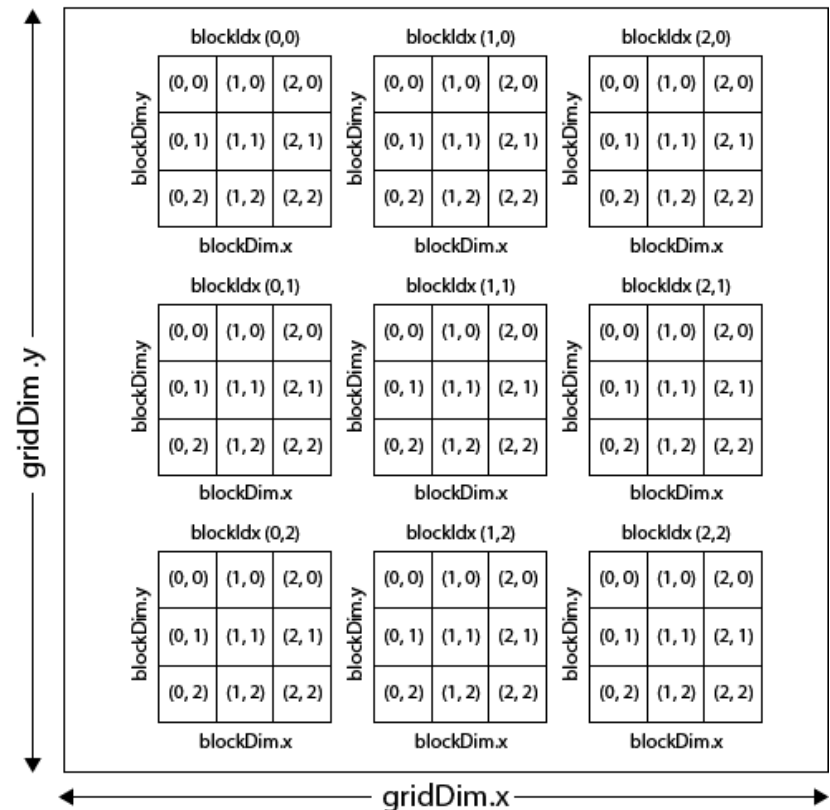 blockIdx (0,0) blockIdx (1,0) blockIdx (2,0)
(0, 0) (1, 0) (2, 0) (0, 0) (1, 0) (2, 0) (0, 0) (1, 0) (2, 0)
blockDim.y (0, 1) (1, 1) (2, 1) blockDim.y (0, 1) (1, 1) (2, 1) blockDim.y (0, 1) (1, 1) (2, 1)
(0, 2) (1, 2) (2, 2) (0, 2) (1, 2) (2, 2) (0, 2) (1, 2) (2, 2)
blockDim.x blockDim.x blockDim.x
blockIdx (0,1) blockIdx (1,1) blockIdx (2,1)
(0, 0) (1, 0) (2, 0) (0, 0) (1, 0) (2, 0) (0, 0) (1, 0) (2, 0)
gridDim .y blockDim.y (0, 1) (1, 1) (2, 1) blockDim.y (0, 1) (1, 1) (2, 1) blockDim.y (0, 1) (1, 1) (2, 1)
(0, 2) (1, 2) (2, 2) (0, 2) (1, 2) (2, 2) (0, 2) (1, 2) (2, 2)
blockDim.x blockDim.x blockDim.x
blockIdx (0,2) blockIdx (1,2) blockIdx (2,2)
(0, 0) (1, 0) (2, 0) (0, 0) (1, 0) (2, 0) (0, 0) (1, 0) (2, 0)
blockDim.y (0, 1) (1, 1) (2, 1) blockDim.y (0, 1) (1, 1) (2, 1) blockDim.y (0, 1) (1, 1) (2, 1)
(0, 2) (1, 2) (2, 2) (0, 2) (1, 2) (2, 2) (0, 2) (1, 2) (2, 2)
blockDim.x blockDim.x blockDim.x
gridDim.x